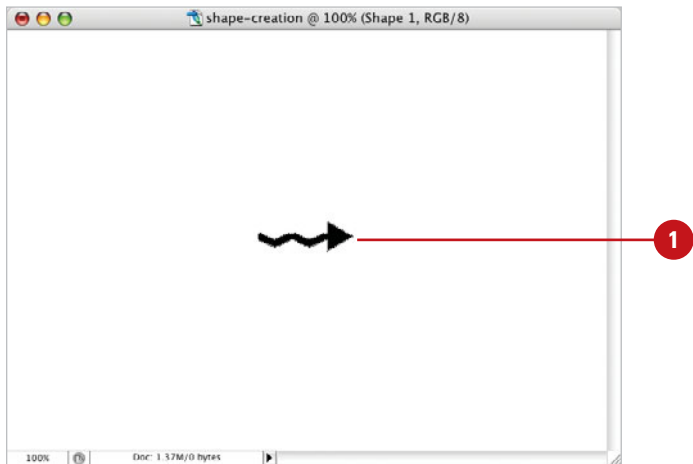 shape-creation @ 100% (Shape 1, RGB/8)
1
100% Doc: 1.37M/0 bytes